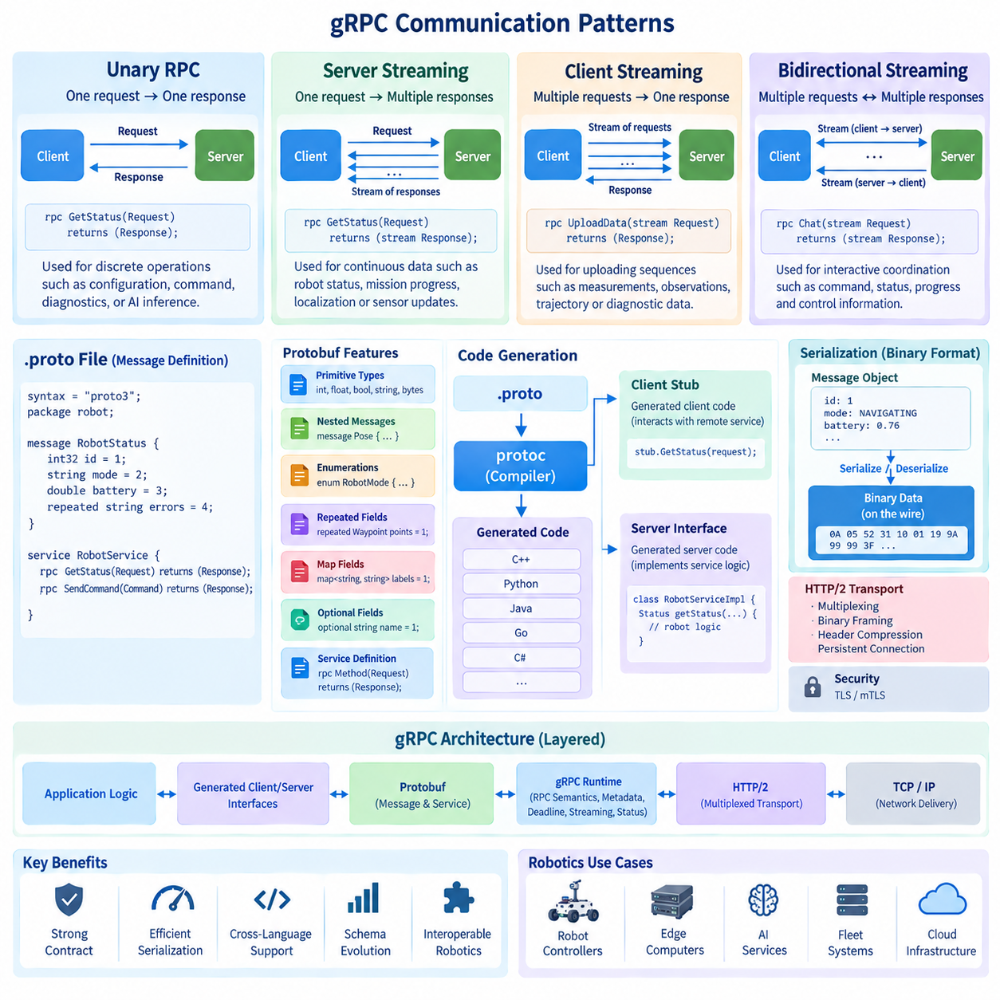 gRPC Communication Patterns
Unary RPC
One request → One response
Client
Request
Response
Server
rpc GetStatus(Request)
returns (Response);
Used for discrete operations
such as configuration, command,
diagnostics, or AI inference.
Server Streaming
One request → Multiple responses
Client
Request
...
Stream of responses
Server
rpc GetStatus(Request)
returns (stream Response);
Used for continuous data such as
robot status, mission progress,
localization or sensor updates.
Client Streaming
Multiple requests → One response
Client
Stream of requests
...
Response
Server
rpc UploadData(stream Request)
returns (Response);
Used for uploading sequences
such as measurements, observations,
trajectory or diagnostic data.
Bidirectional Streaming
Multiple requests ↔ Multiple responses
Client
Stream (client → server)
...
Stream (server → client)
Server
rpc Chat(stream Request)
returns (stream Response);
Used for interactive coordination
such as command, status, progress
and control information.
.proto File (Message Definition)
syntax = "proto3";
package robot;
message RobotStatus {
int32 id = 1;
string mode = 2;
double battery = 3;
repeated string errors = 4;
}
service RobotService {
rpc GetStatus(Request) returns (Response);
rpc SendCommand(Command) returns (Response);
}
Protobuf Features
Primitive Types
int, float, bool, string, bytes
Nested Messages
message Pose { ... }
Enumerations
enum RobotMode { ... }
Repeated Fields
repeated Waypoint points = 1;
Map Fields
map<string, string> labels = 1;
Optional Fields
optional string name = 1;
Service Definition
rpc Method(Request)
returns (Response);
Code Generation
.proto
protoc
(Compiler)
Generated Code
C++
Python
Java
Go
C#
...
Client Stub
Generated client code
(interacts with remote service)
stub.GetStatus(request);
Server Interface
Generated server code
(implements service logic)
class RobotServiceImpl {
Status getStatus(...) {
// robot logic
}
Serialization (Binary Format)
Message Object
id: 1
mode: NAVIGATING
battery: 0.76
...
Serialize / Deserialize
Binary Data
(on the wire)
0A 05 52 31 10 01 19 9A
99 99 3F ...
HTTP/2 Transport
· Multiplexing
· Binary Framing
· Header Compression
Persistent Connection
Security
TLS / mTLS
gRPC Architecture (Layered)
Application Logic
Generated Client/Server
Interfaces
Protobuf
(Message & Service)
gRPC Runtime
(RPC Semantics, Metadata,
Deadline, Streaming, Status)
HTTP/2
(Multiplexed Transport)
TCP / IP
(Network Delivery)
Key Benefits
Strong
Contract
Efficient
Serialization
</>
Cross-Language
Support
Schema
Evolution
Interoperable
Robotics
Robotics Use Cases
Robot
Controllers
Edge
Computers
AI
Services
Fleet
Systems
Cloud
Infrastructure